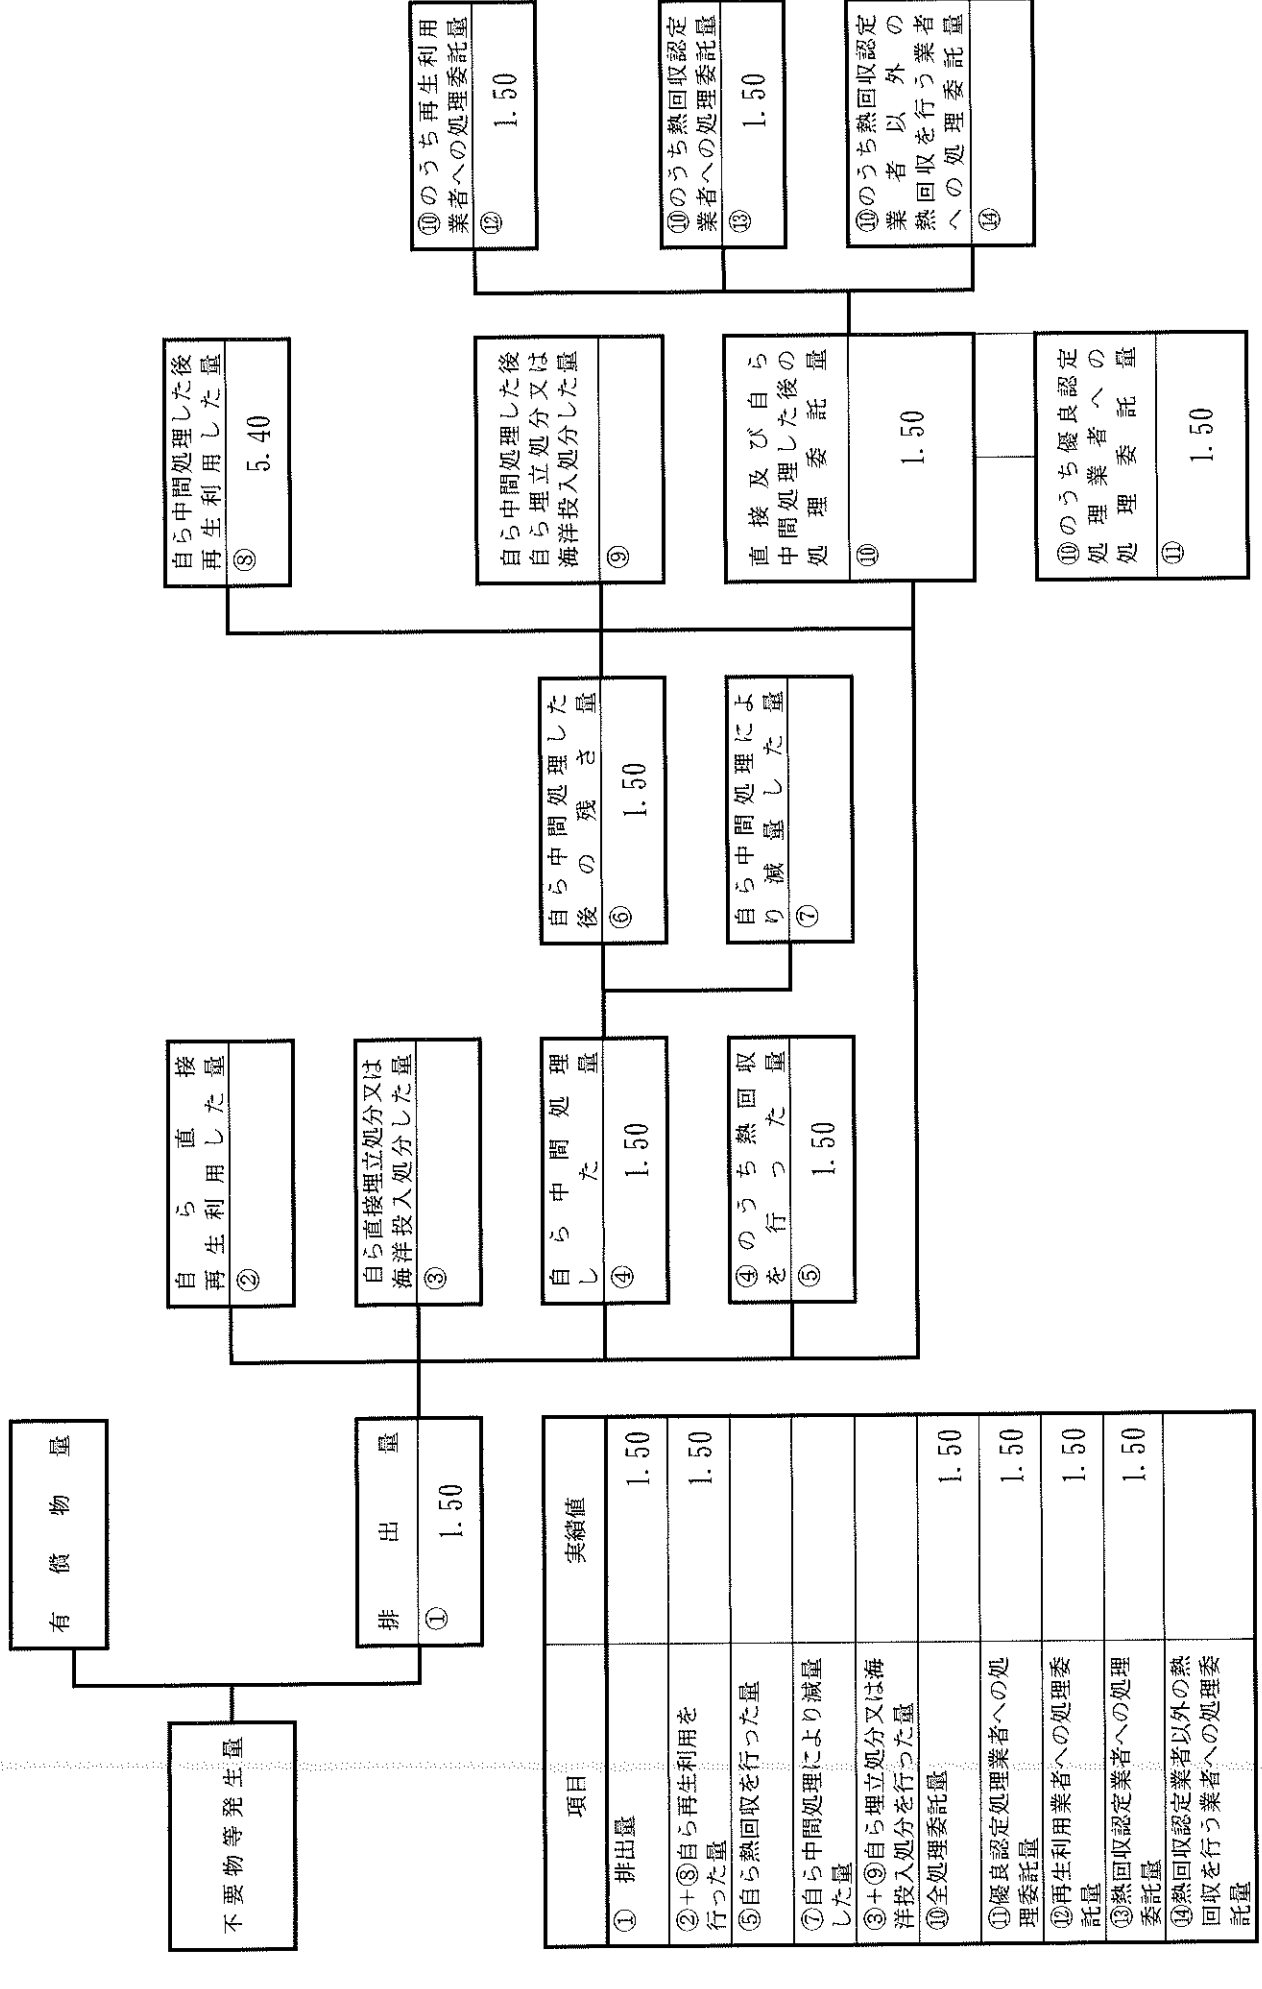 不要物等発生量
有償物量
排出量
① 1.50
自ら直接
再生利用した量
②
自ら直接埋立処分又は
海洋投入処分した量
③
自ら中間処理
した量
④ 1.50
④のうち熱回収
を行った量
⑤ 1.50
自ら中間処理した
後の残さ量
⑥ 1.50
自ら中間処理によ
り減量した量
⑦
自ら中間処理した後
再生利用した量
⑧ 5.40
自ら中間処理した後
自ら埋立処分又は
海洋投入処分した量
⑨
直接及び自ら
中間処理した後の
処理委託量
⑩ 1.50
⑩のうち優良認定
処理業者への
処理委託量
⑪ 1.50
⑩のうち再生利用
業者への処理委託量
⑫ 1.50
⑩のうち熱回収認定
業者への処理委託量
⑬ 1.50
⑩のうち熱回収認定
業者以外の
熱回収を行う業者
への処理委託量
⑭
項目 実績値
① 排出量 1.50
②+⑧自ら再生利用を
行った量 1.50
⑤自ら熱回収を行った量
⑦自ら中間処理により減量
した量
③+⑨自ら埋立処分又は海
洋投入処分を行った量
⑩全処理委託量 1.50
⑪優良認定処理業者への処
理委託量 1.50
⑫再生利用業者への処理委
託量 1.50
⑬熱回収認定業者への処理
委託量 1.50
⑭熱回収認定業者以外の熱
回収を行う業者への処理委
託量